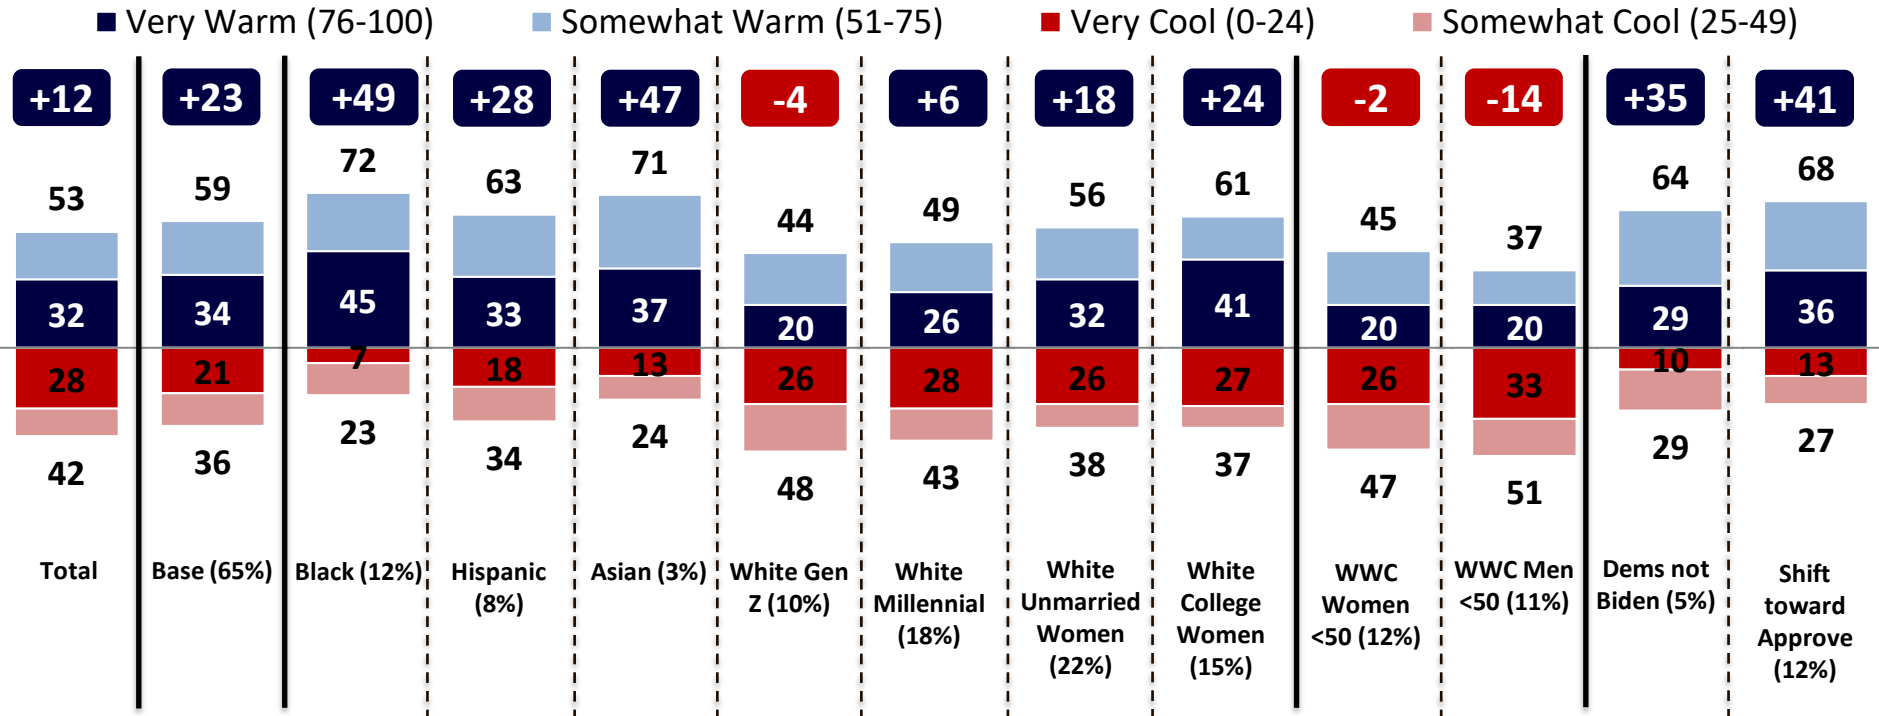 Very Warm (76-100) Somewhat Warm (51-75) Very Cool (0-24) Somewhat Cool (25-49)
+12 +23 +49 +28 +47 -4 +6 +18 +24 -2 -14 +35 +41
53 59 72 63 71 44 49 56 61 45 37 64 68
32 34 45 33 37 20 26 32 41 20 20 29 36
28 21 7 18 13 26 28 26 27 26 33 10 13
42 36 23 34 24 48 43 38 37 47 51 29 27
Total
Base (65%)
Black (12%)
Hispanic
(8%)
Asian (3%)
White Gen
Z (10%)
White
Millennial
(18%)
White
Unmarried
Women
(22%)
White
College
Women
(15%)
WWC
Women
<50 (12%)
WWC Men
<50 (11%)
Dems not
Biden (5%)
Shift
toward
Approve
(12%)